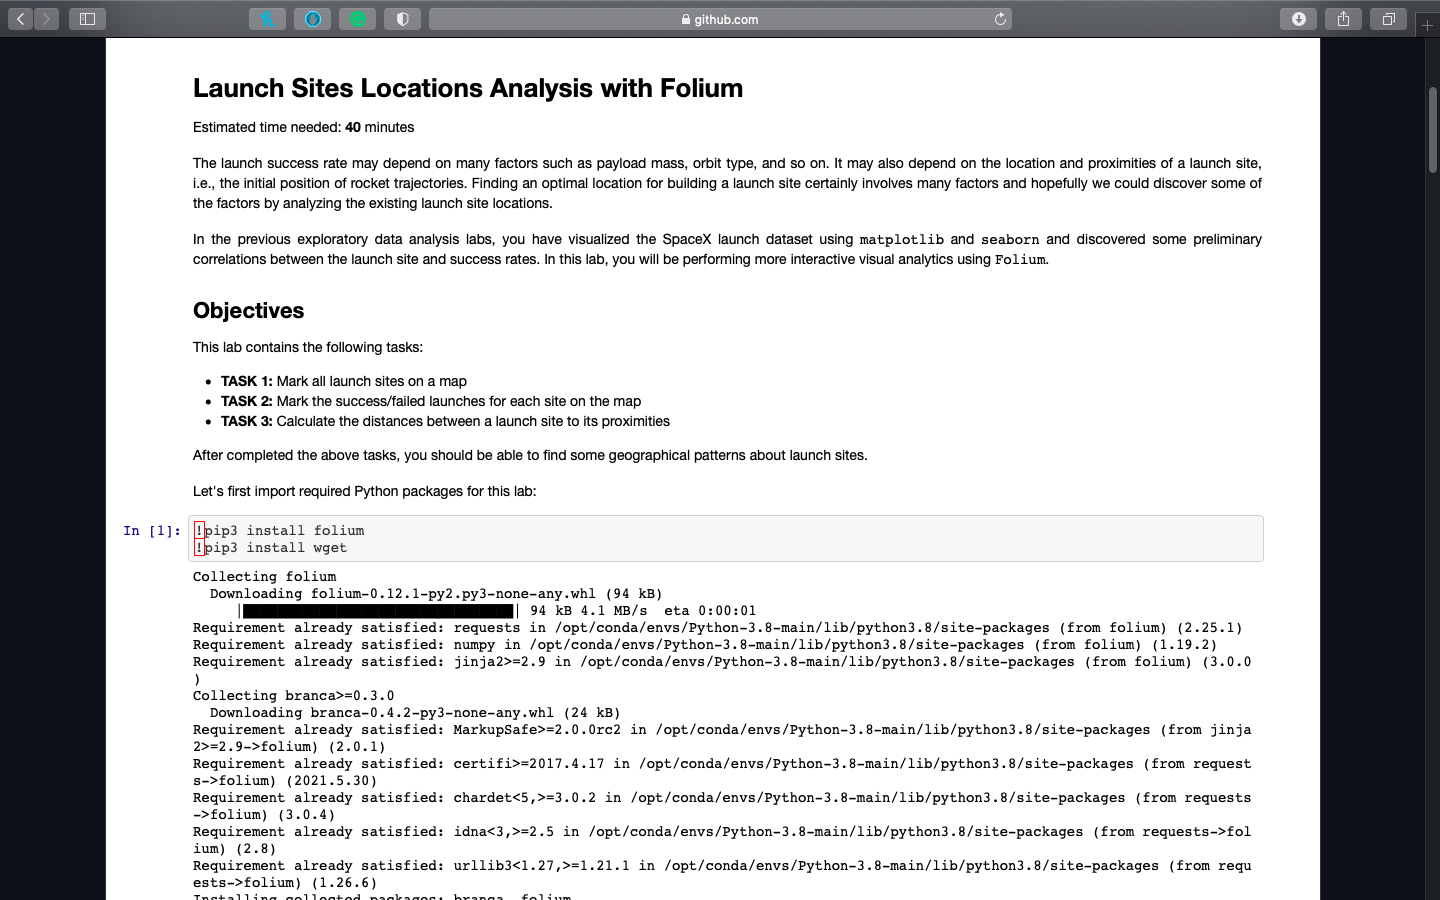 github.com
Launch Sites Locations Analysis with Folium
Estimated time needed: 40 minutes
The launch success rate may depend on many factors such as payload mass, orbit type, and so on. It may also depend on the location and proximities of a launch site,
i.e., the initial position of rocket trajectories. Finding an optimal location for building a launch site certainly involves many factors and hopefully we could discover some of
the factors by analyzing the existing launch site locations.
In the previous exploratory data analysis labs, you have visualized the SpaceX launch dataset using matplotlib and seaborn and discovered some preliminary
correlations between the launch site and success rates. In this lab, you will be performing more interactive visual analytics using Folium.
Objectives
This lab contains the following tasks:
• TASK 1: Mark all launch sites on a map
• TASK 2: Mark the success/failed launches for each site on the map
• TASK 3: Calculate the distances between a launch site to its proximities
After completed the above tasks, you should be able to find some geographical patterns about launch sites.
Let's first import required Python packages for this lab:
In [1]: !pip3 install folium
!pip3 install wget
Collecting folium
Downloading folium-0.12.1-py2.py3-none-any.whl (94 kB)
|████████████████████████████████| 94 kB 4.1 MB/s eta 0:00:01
Requirement already satisfied: requests in /opt/conda/envs/Python-3.8-main/lib/python3.8/site-packages (from folium) (2.25.1)
Requirement already satisfied: numpy in /opt/conda/envs/Python-3.8-main/lib/python3.8/site-packages (from folium) (1.19.2)
Requirement already satisfied: jinja2>=2.9 in /opt/conda/envs/Python-3.8-main/lib/python3.8/site-packages (from folium) (3.0.0
)
Collecting branca>=0.3.0
Downloading branca-0.4.2-py3-none-any.whl (24 kB)
Requirement already satisfied: MarkupSafe>=2.0.0rc2 in /opt/conda/envs/Python-3.8-main/lib/python3.8/site-packages (from jinja
2>=2.9->folium) (2.0.1)
Requirement already satisfied: certifi>=2017.4.17 in /opt/conda/envs/Python-3.8-main/lib/python3.8/site-packages (from request
s->folium) (2021.5.30)
Requirement already satisfied: chardet<5,>=3.0.2 in /opt/conda/envs/Python-3.8-main/lib/python3.8/site-packages (from requests
->folium) (3.0.4)
Requirement already satisfied: idna<3,>=2.5 in /opt/conda/envs/Python-3.8-main/lib/python3.8/site-packages (from requests->fol
ium) (2.8)
Requirement already satisfied: urllib3<1.27,>=1.21.1 in /opt/conda/envs/Python-3.8-main/lib/python3.8/site-packages (from requ
ests->folium) (1.26.6)
Installing collected packages: branca, folium